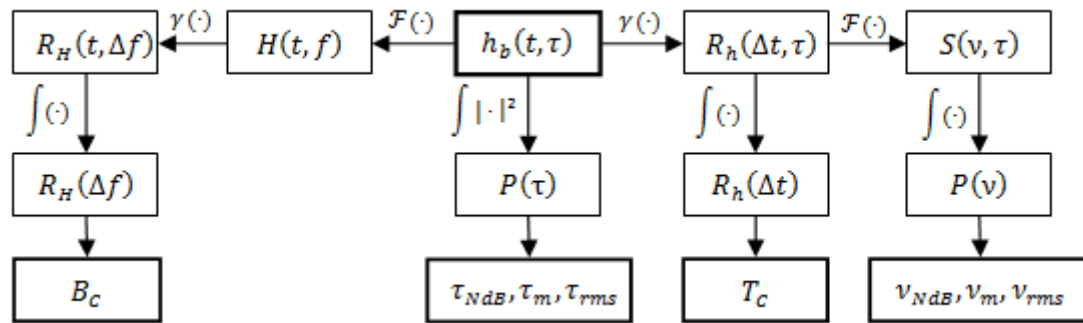 γ(·) ℱ(·) γ(·) ℱ(·)
R_H(t, Δf) H(t, f) h_b(t, τ) R_h(Δt, τ) S(ν, τ)
∫(·) ∫|·|² ∫(·) ∫(·)
R_H(Δf) P(τ) R_h(Δt) P(ν)
B_C τ_NdB, τ_m, τ_rms T_C ν_NdB, ν_m, ν_rms